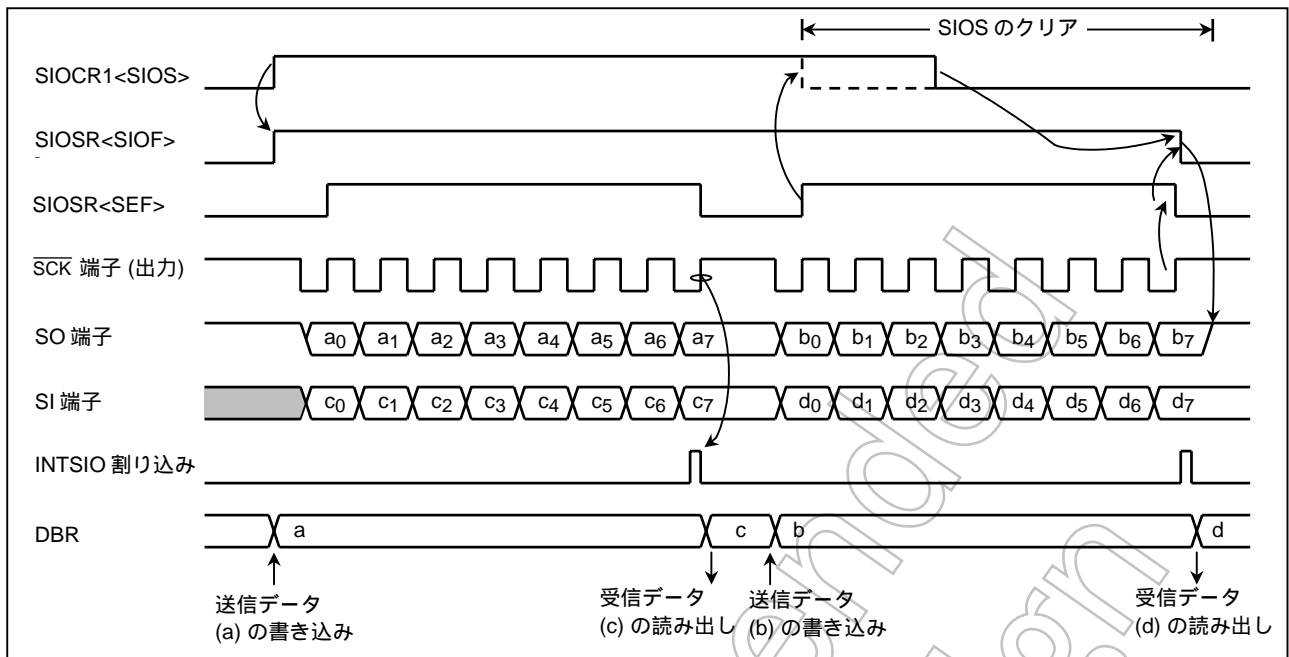 SIOS のクリア
SIOCR1<SIOS>
SIOSR<SIOF>
SIOSR<SEF>
SCK 端子 (出力)
SO 端子 a0 a1 a2 a3 a4 a5 a6 a7 b0 b1 b2 b3 b4 b5 b6 b7
SI 端子 c0 c1 c2 c3 c4 c5 c6 c7 d0 d1 d2 d3 d4 d5 d6 d7
INTSIO 割り込み
DBR a c b d
送信データ
(a) の書き込み
受信データ
(c) の読み出し
送信データ
(b) の書き込み
受信データ
(d) の読み出し